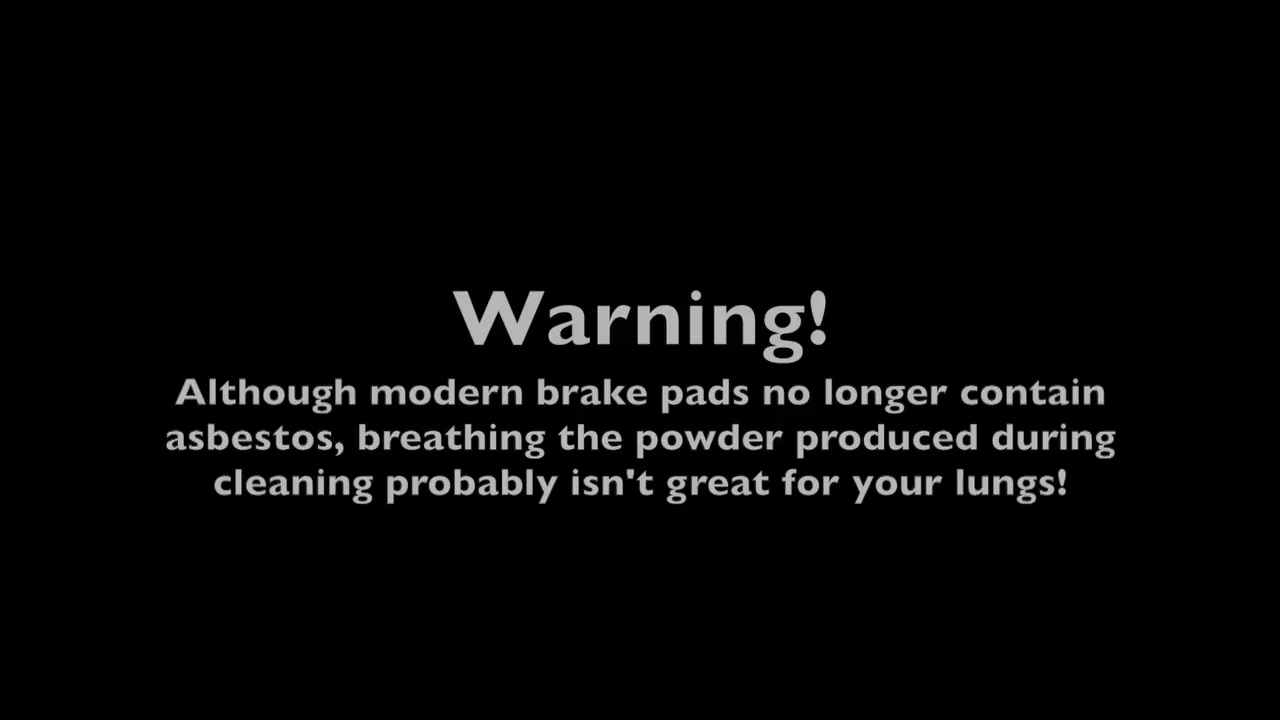 Warning!
Although modern brake pads no longer contain
asbestos, breathing the powder produced during
cleaning probably isn't great for your lungs!